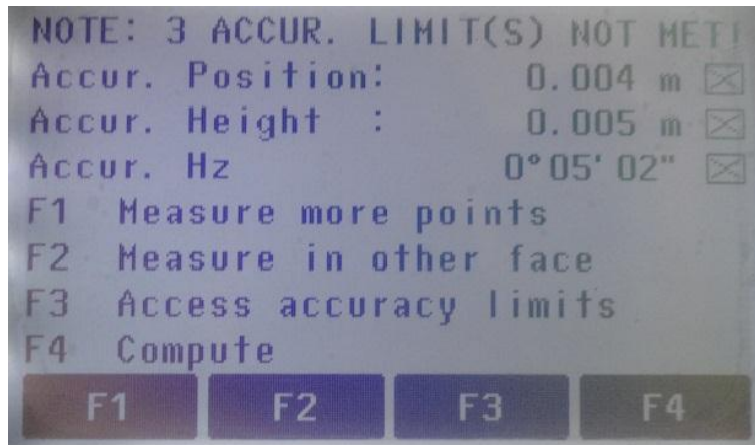 NOTE: 3 ACCUR. LIMIT(S) NOT MET!
Accur. Position: 0.004 m
Accur. Height : 0.005 m
Accur. Hz 0°05'02"
F1 Measure more points
F2 Measure in other face
F3 Access accuracy limits
F4 Compute
F1 F2 F3 F4